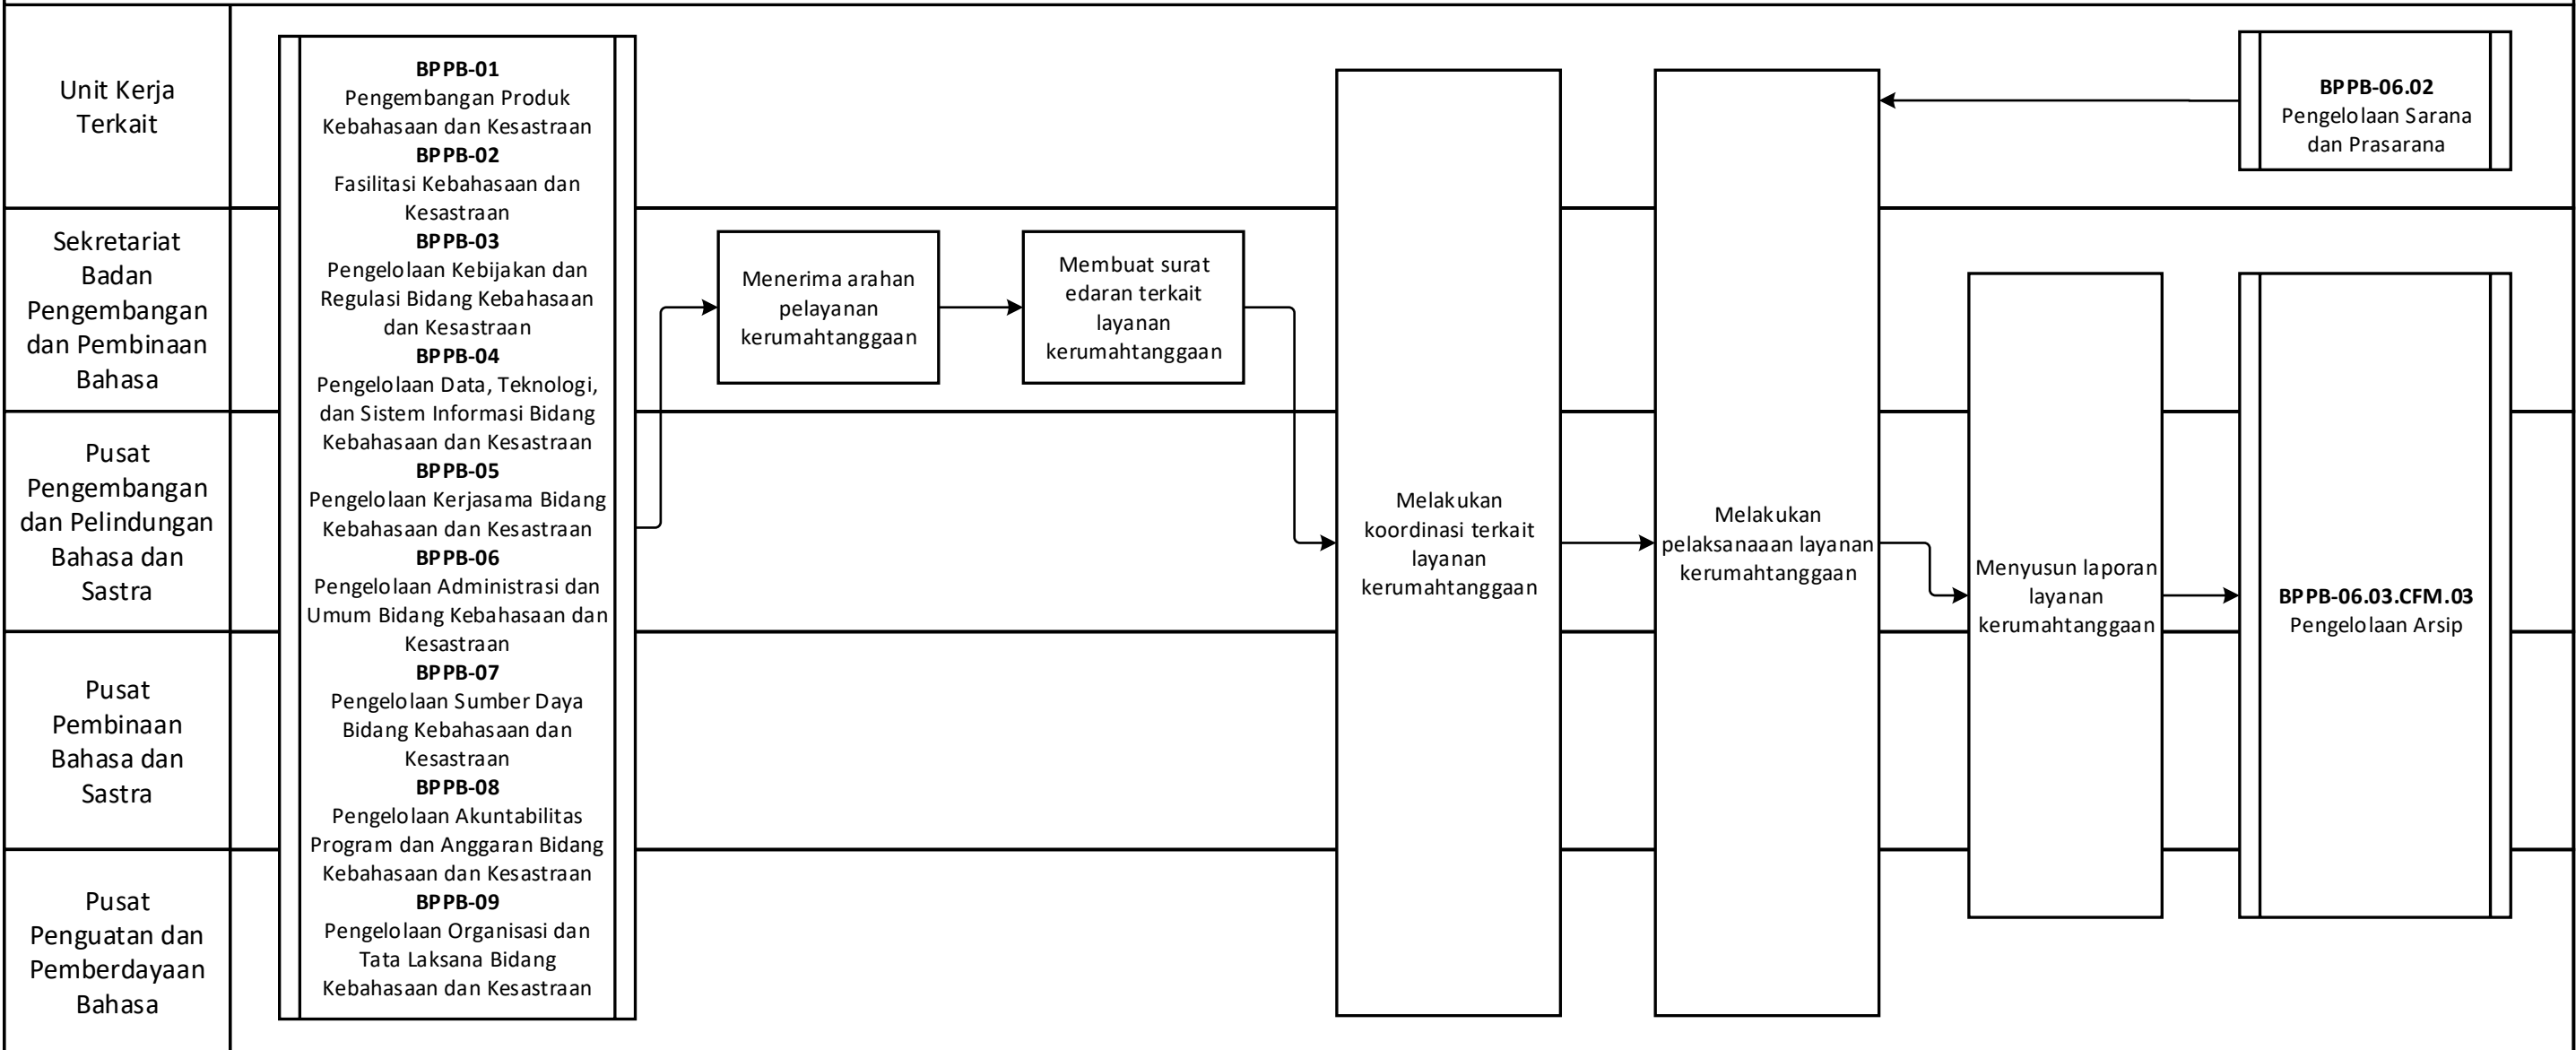 Unit Kerja
Terkait
Sekretariat
Badan
Pengembangan
dan Pembinaan
Bahasa
Pusat
Pengembangan
dan Pelindungan
Bahasa dan
Sastra
Pusat
Pembinaan
Bahasa dan
Sastra
Pusat
Penguatan dan
Pemberdayaan
Bahasa
BPPB-01
Pengembangan Produk
Kebahasaan dan Kesastraan
BPPB-02
Fasilitasi Kebahasaan dan
Kesastraan
BPPB-03
Pengelolaan Kebijakan dan
Regulasi Bidang Kebahasaan
dan Kesastraan
BPPB-04
Pengelolaan Data, Teknologi,
dan Sistem Informasi Bidang
Kebahasaan dan Kesastraan
BPPB-05
Pengelolaan Kerjasama Bidang
Kebahasaan dan Kesastraan
BPPB-06
Pengelolaan Administrasi dan
Umum Bidang Kebahasaan dan
Kesastraan
BPPB-07
Pengelolaan Sumber Daya
Bidang Kebahasaan dan
Kesastraan
BPPB-08
Pengelolaan Akuntabilitas
Program dan Anggaran Bidang
Kebahasaan dan Kesastraan
BPPB-09
Pengelolaan Organisasi dan
Tata Laksana Bidang
Kebahasaan dan Kesastraan
Menerima arahan
pelayanan
kerumahtanggaan
Membuat surat
edaran terkait
layanan
kerumahtanggaan
Melakukan
koordinasi terkait
layanan
kerumahtanggaan
Melakukan
pelaksanaaan layanan
kerumahtanggaan
Menyusun laporan
layanan
kerumahtanggaan
BPPB-06.02
Pengelolaan Sarana
dan Prasarana
BPPB-06.03.CFM.03
Pengelolaan Arsip